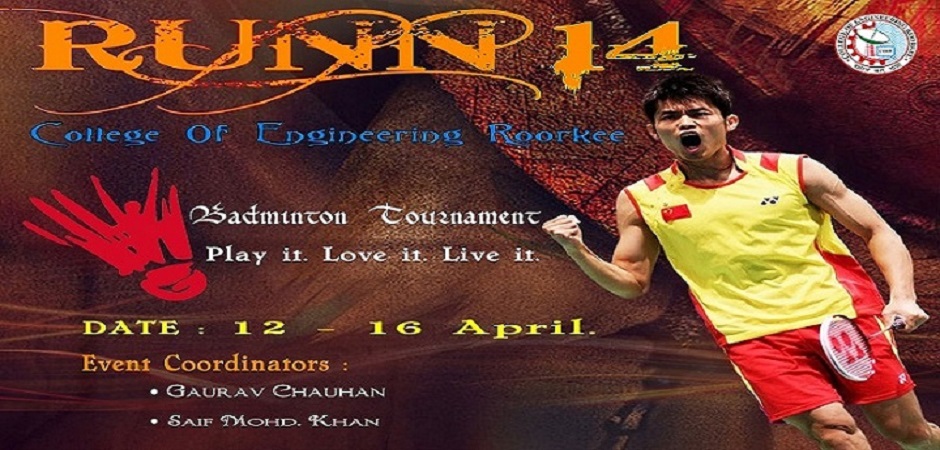 RUNN 14
College Of Engineering Roorkee
Badminton Tournament
Play it. Love it. Live it.
DATE : 12 - 16 April.
Event Coordinators :
• Gaurav Chauhan
• Saif Mohd. Khan
YONEX